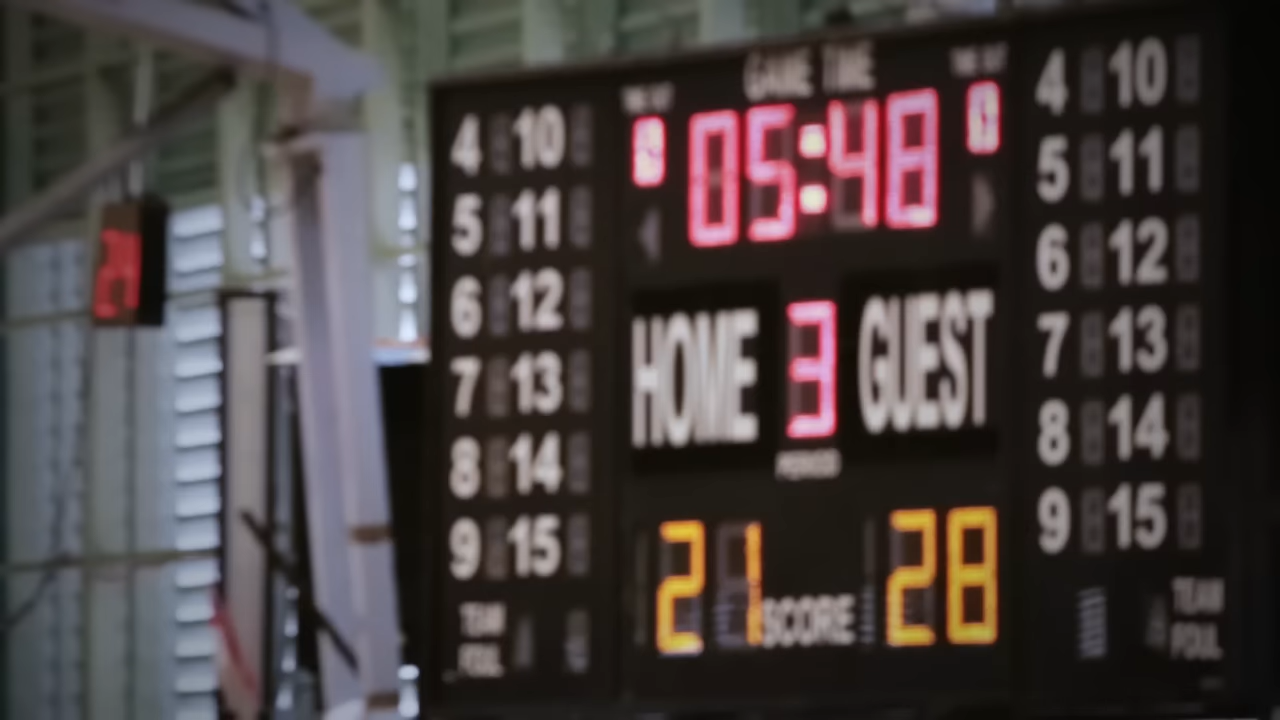 GAME TIME
05:48
4 10
5 11
6 12
7 13
8 14
9 15
TEAM
FOUL
HOME 3 GUEST
PERIOD
21 SCORE 28
4 10
5 11
6 12
7 13
8 14
9 15
TEAM
FOUL